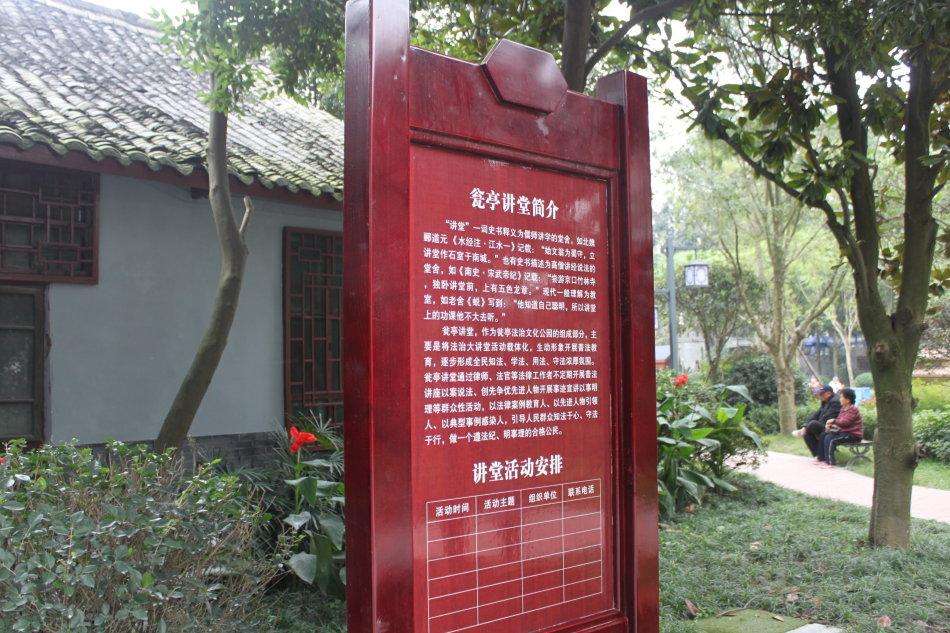 瓮亭讲堂简介
“讲堂”一词史书释义为儒师讲学的堂舍，如北魏
郦道元《水经注·江水一》记载：“始文翁为蜀守，立
讲堂作石室于南城。”也有史书描述为高僧讲经说法的
堂舍，如《南史·宋武帝纪》记载：“尝游京口竹林寺
，独卧讲堂前，上有五色龙章。”现代一般理解为教
室，如老舍《蜕》写到：“他知道自己聪明，所以讲堂
上的功课他不大去听。”
瓮亭讲堂，作为瓮亭法治文化公园的组成部分，主
要是将法治大讲堂活动载体化，生动形象开展普法教
育，逐步形成全民知法、学法、用法、守法浓厚氛围。
瓮亭讲堂通过律师、法官等法律工作者不定期开展普法
讲座以案说法、创先争优先进人物开展事迹宣讲以事明
理等群众性活动，以法律案例教育人、以先进人物引领
人、以典型事例感染人，引导人民群众知法于心、守法
于行，做一个遵法纪、明事理的合格公民。
讲堂活动安排
活动时间 活动主题 组织单位 联系电话